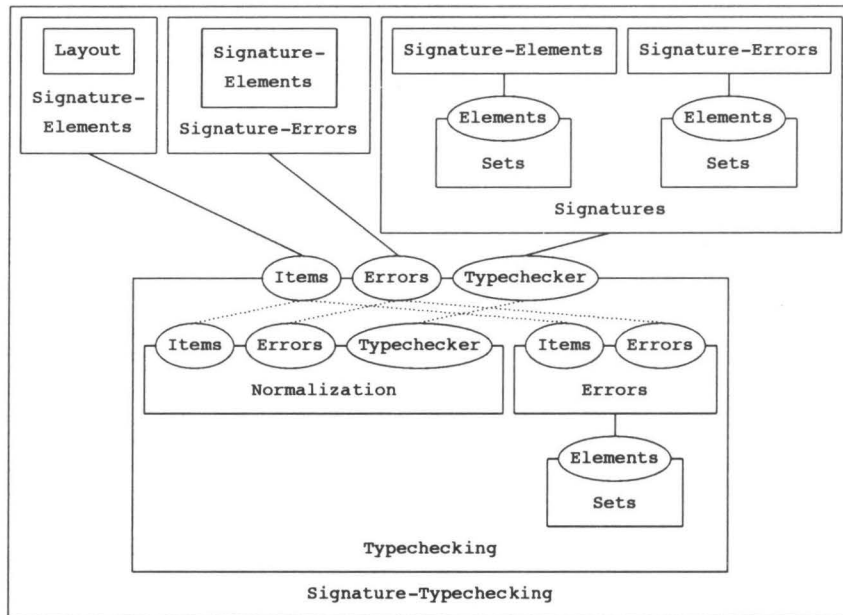 Layout
Signature-
Elements
Signature-
Elements
Signature-Errors
Signature-Elements
Signature-Errors
Elements
Elements
Sets
Sets
Signatures
Items
Errors
Typechecker
Items
Errors
Typechecker
Items
Errors
Normalization
Errors
Elements
Sets
Typechecking
Signature-Typechecking